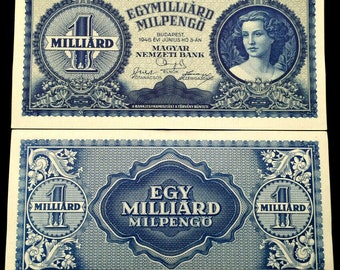 EGYMILLIÁRD
MILPENGŐ
1
MILLIÁRD
BUDAPEST,
1946 ÉVI JÚNIUS HÓ 3-ÁN
MAGYAR
NEMZETI BANK
ELNÖK
1
MILLIÁRD
EGY
MILLIÁRD
MILPENGŐ
1
MILLIÁRD